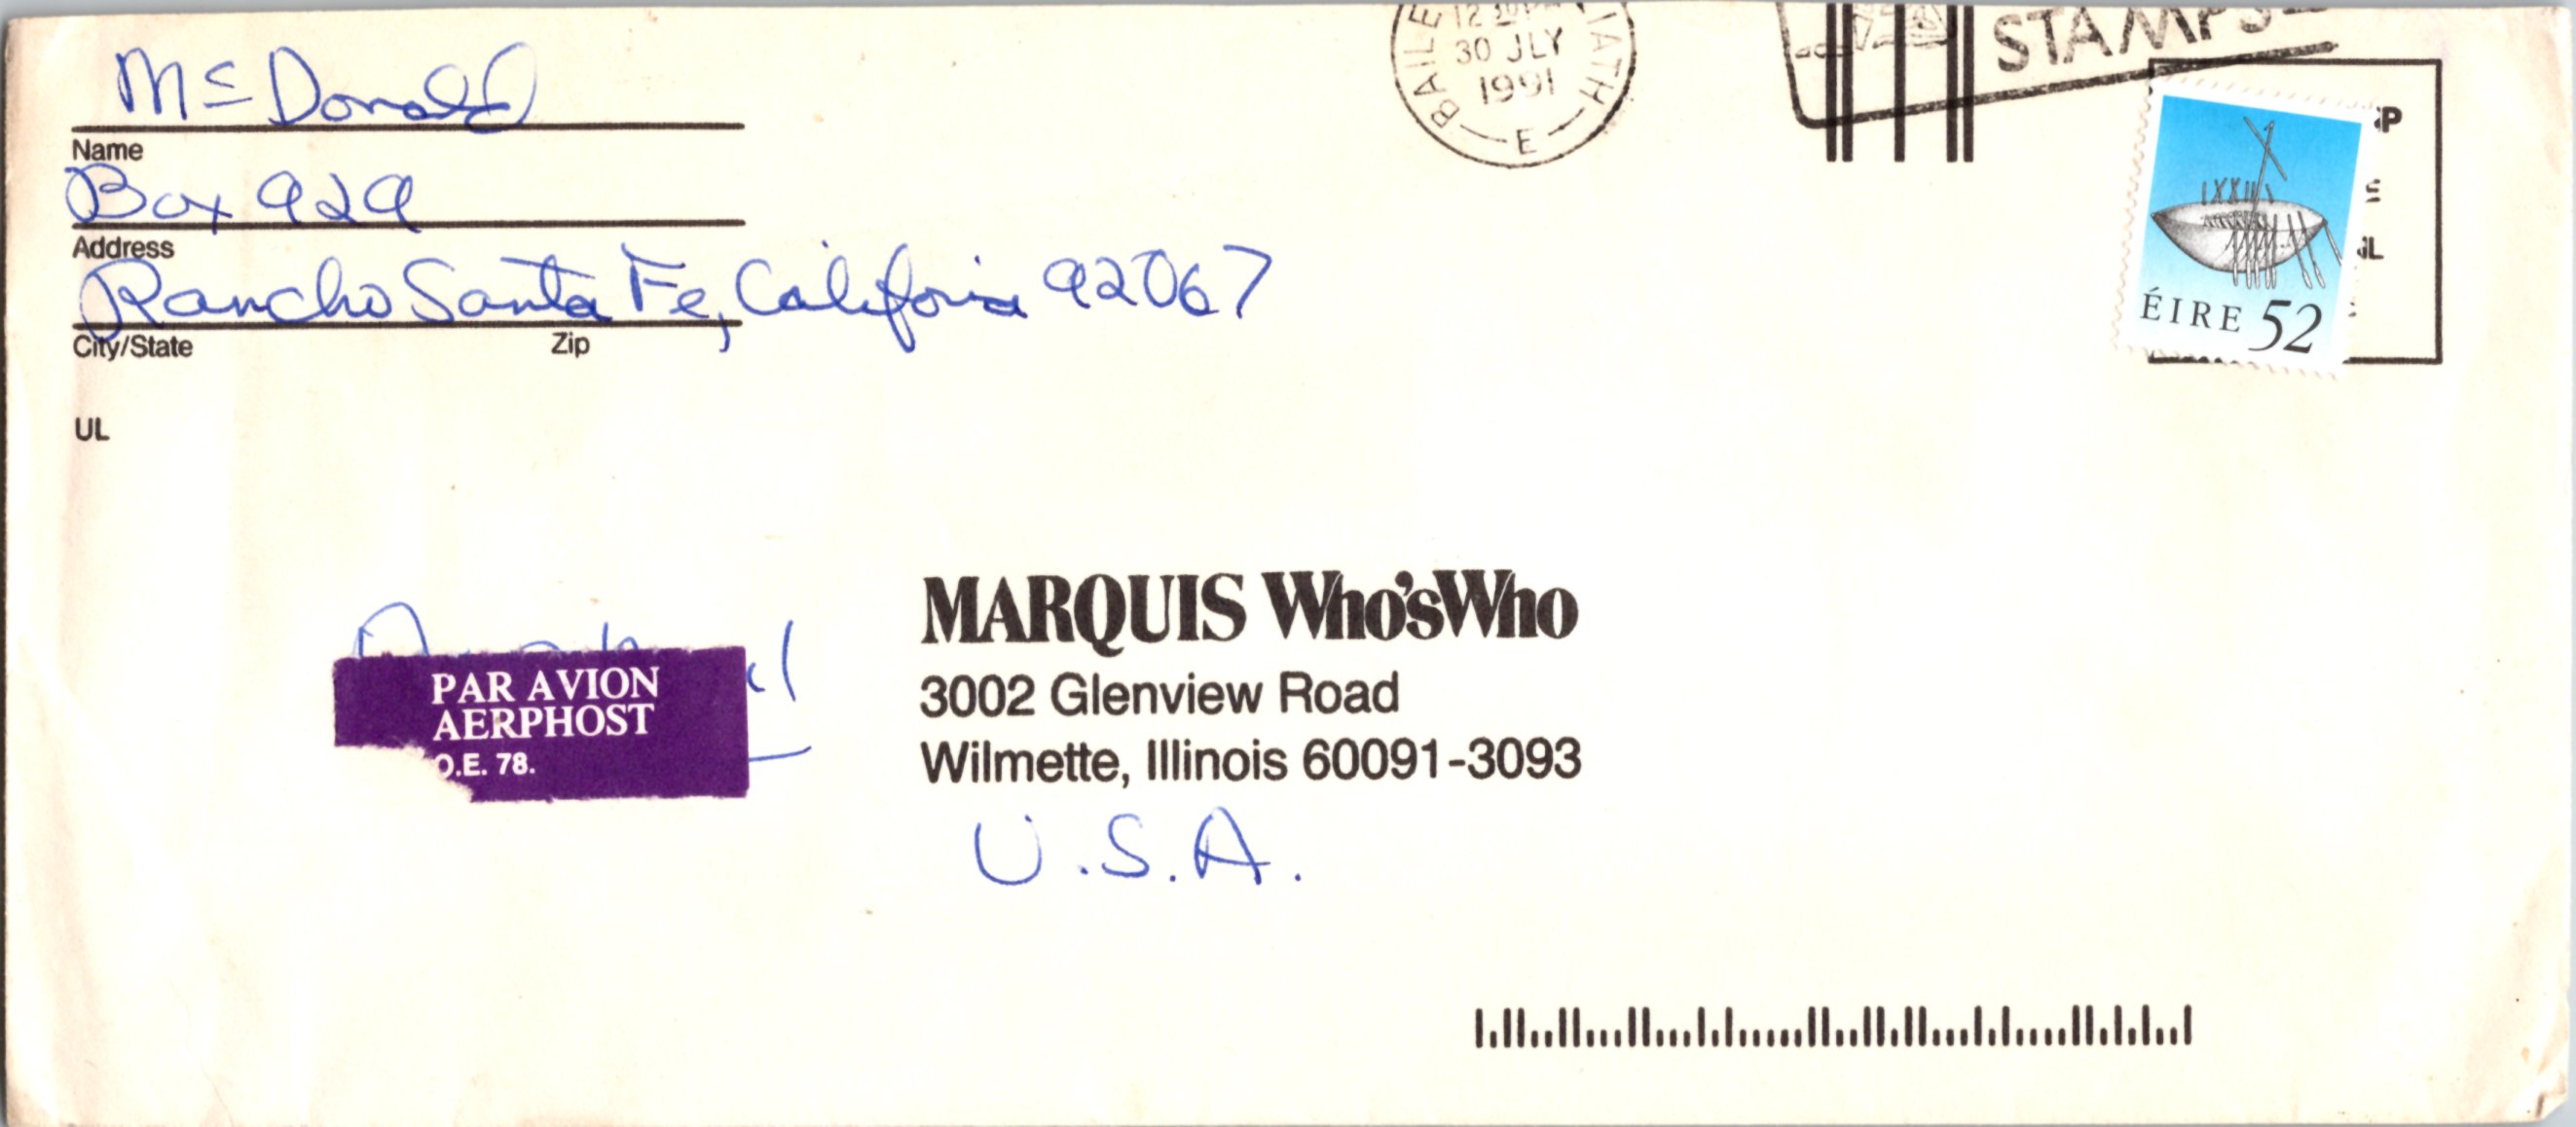 McDonald
Name
Box 929
Address
Rancho Santa Fe, California 92067
City/State Zip
UL
30 JLY
1991
E
STAMPS
ÉIRE 52
PAR AVION
AERPHOST
O.E. 78.
MARQUIS Who'sWho
3002 Glenview Road
Wilmette, Illinois 60091-3093
U.S.A.